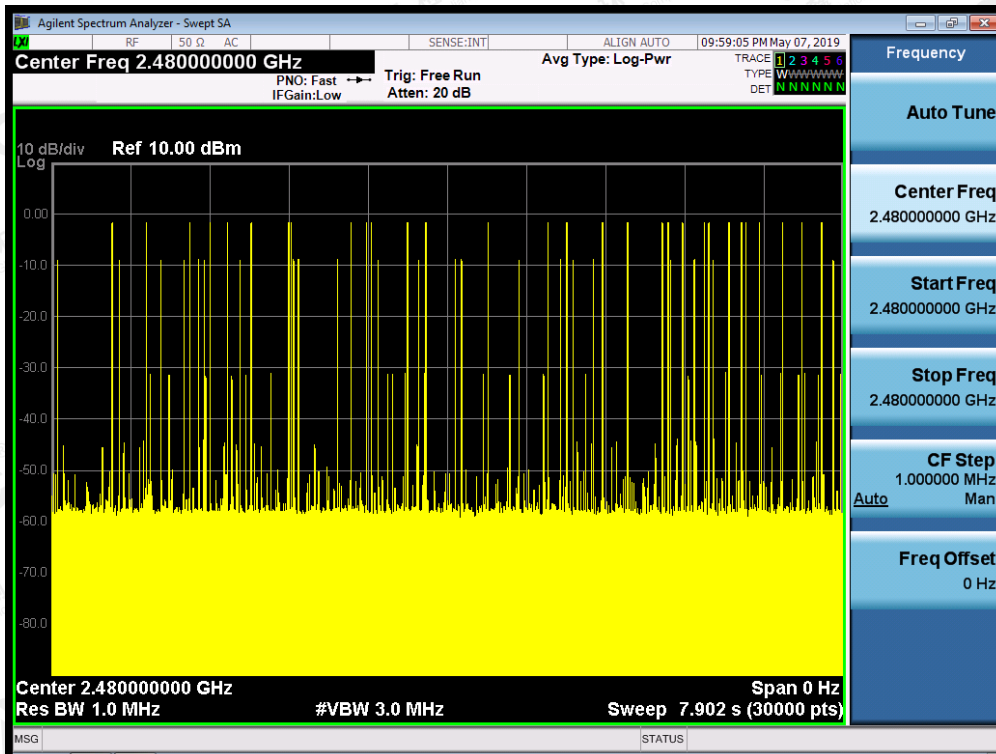 Agilent Spectrum Analyzer - Swept SA
LXI RF 50 Ω AC SENSE:INT ALIGN AUTO 09:59:05 PM May 07, 2019
Center Freq 2.480000000 GHz
PNO: Fast
IFGain:Low
Trig: Free Run
Atten: 20 dB
Avg Type: Log-Pwr
TRACE 1 2 3 4 5 6
TYPE WWWWWWW
DET N N N N N N
10 dB/div Ref 10.00 dBm
Log
0.00
-10.0
-20.0
-30.0
-40.0
-50.0
-60.0
-70.0
-80.0
Center 2.480000000 GHz Span 0 Hz
Res BW 1.0 MHz #VBW 3.0 MHz Sweep 7.902 s (30000 pts)
MSG STATUS
Frequency
Auto Tune
Center Freq
2.480000000 GHz
Start Freq
2.480000000 GHz
Stop Freq
2.480000000 GHz
CF Step
1.000000 MHz
Auto Man
Freq Offset
0 Hz